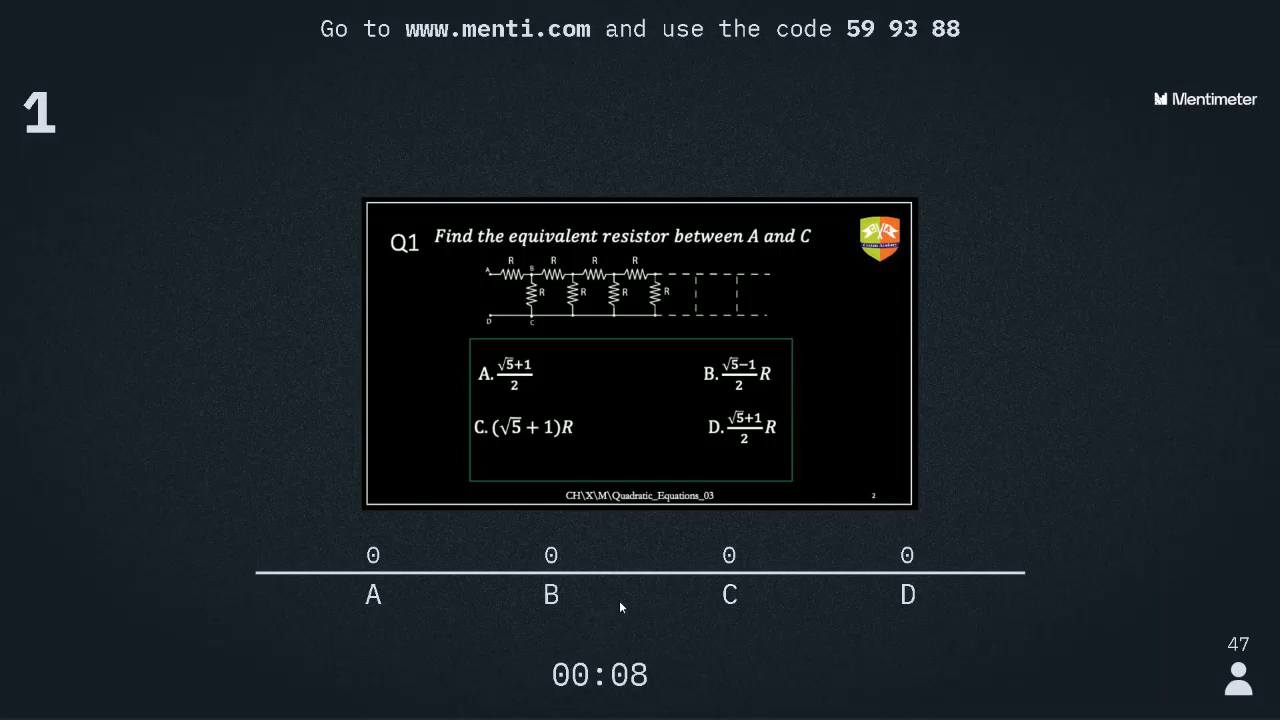 Go to www.menti.com and use the code 59 93 88
1
Mentimeter
Q1 Find the equivalent resistor between A and C
R R R R
A B
R R R R
D C
A. (√5+1)/2 B. (√5−1)/2 R
C. (√5 + 1)R D. (√5+1)/2 R
CH\X\M\Quadratic_Equations_03 2
0 0 0 0
A B C D
47
00:08